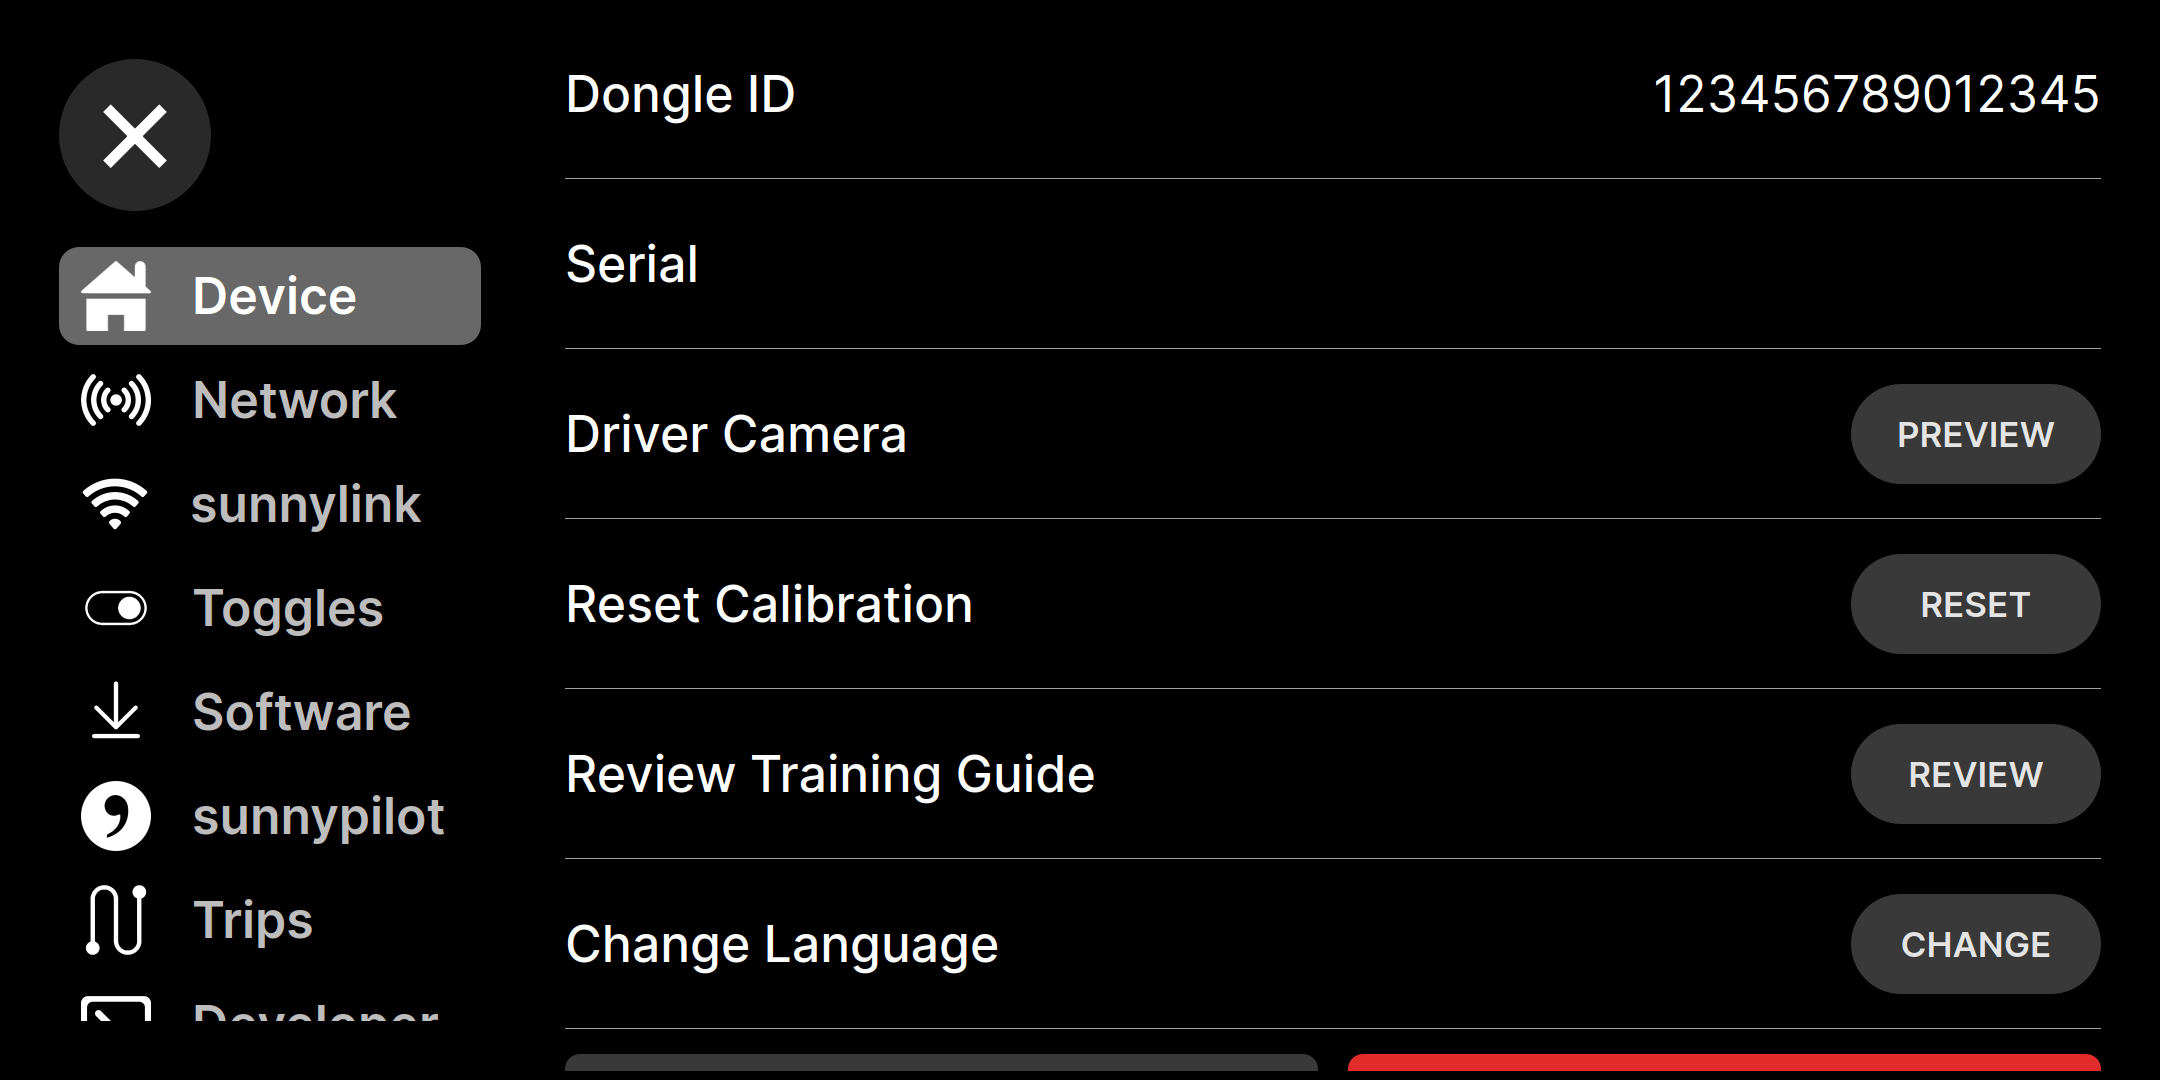 Device
Network
sunnylink
Toggles
Software
sunnypilot
Trips
Developer
Dongle ID
123456789012345
Serial
Driver Camera
PREVIEW
Reset Calibration
RESET
Review Training Guide
REVIEW
Change Language
CHANGE